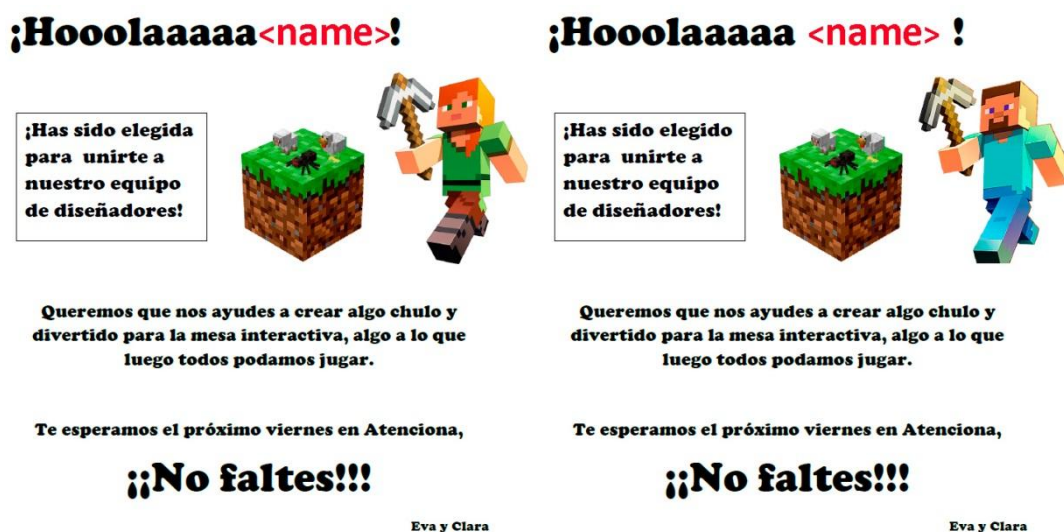 ¡Hooolaaaaa<name>!
¡Has sido elegida
para unirte a
nuestro equipo
de diseñadores!
Queremos que nos ayudes a crear algo chulo y
divertido para la mesa interactiva, algo a lo que
luego todos podamos jugar.
Te esperamos el próximo viernes en Atenciona,
¡¡No faltes!!!
Eva y Clara
¡Hooolaaaaa <name> !
¡Has sido elegido
para unirte a
nuestro equipo
de diseñadores!
Queremos que nos ayudes a crear algo chulo y
divertido para la mesa interactiva, algo a lo que
luego todos podamos jugar.
Te esperamos el próximo viernes en Atenciona,
¡¡No faltes!!!
Eva y Clara